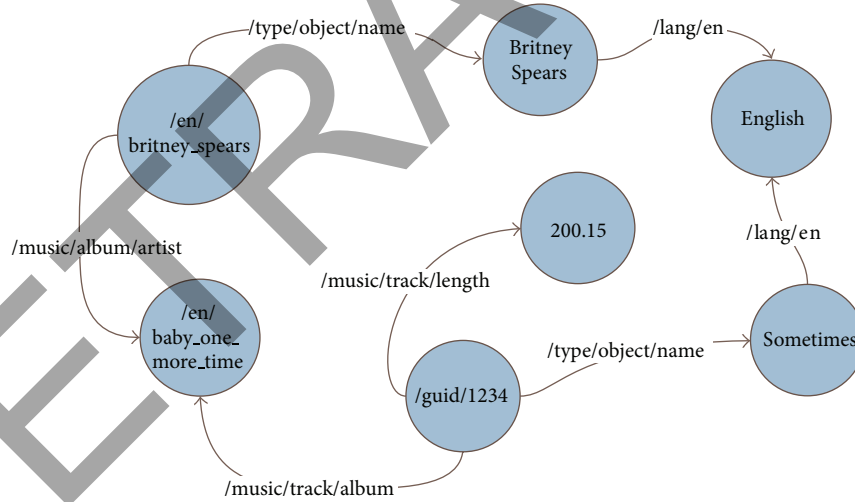 /type/object/name
Britney
Spears
/lang/en
/en/
britney_spears
English
/music/album/artist
200.15
/lang/en
/music/track/length
/en/
baby_one_
more_time
/type/object/name
Sometimes
/guid/1234
/music/track/album
ETRA